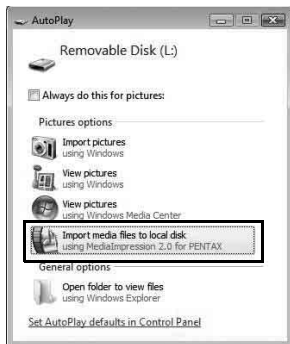 AutoPlay
Removable Disk (L:)
Always do this for pictures:
Pictures options
Import pictures
using Windows
View pictures
using Windows
View pictures
using Windows Media Center
Import media files to local disk
using MediaImpression 2.0 for PENTAX
General options
Open folder to view files
using Windows Explorer
Set AutoPlay defaults in Control Panel